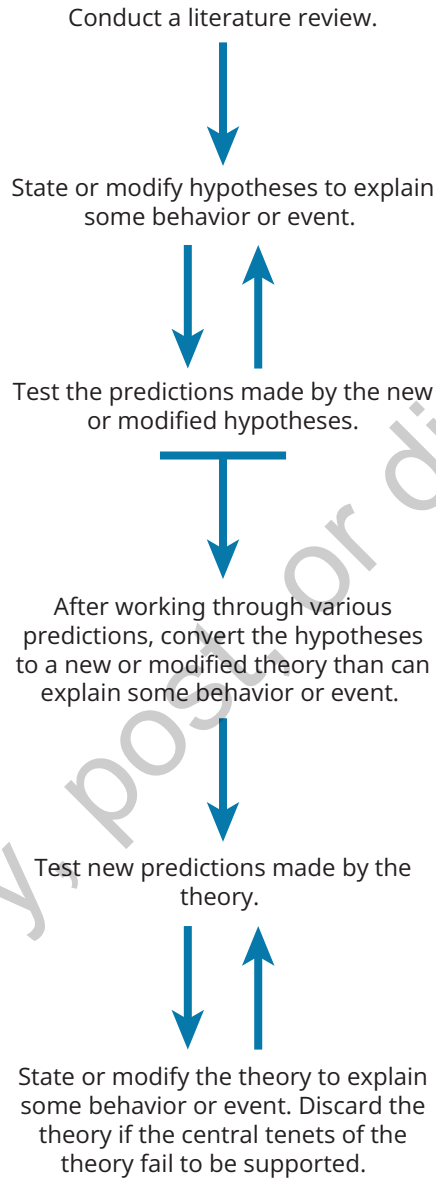 Conduct a literature review.
State or modify hypotheses to explain
some behavior or event.
Test the predictions made by the new
or modified hypotheses.
After working through various
predictions, convert the hypotheses
to a new or modified theory than can
explain some behavior or event.
Test new predictions made by the
theory.
State or modify the theory to explain
some behavior or event. Discard the
theory if the central tenets of the
theory fail to be supported.
y, post, or di